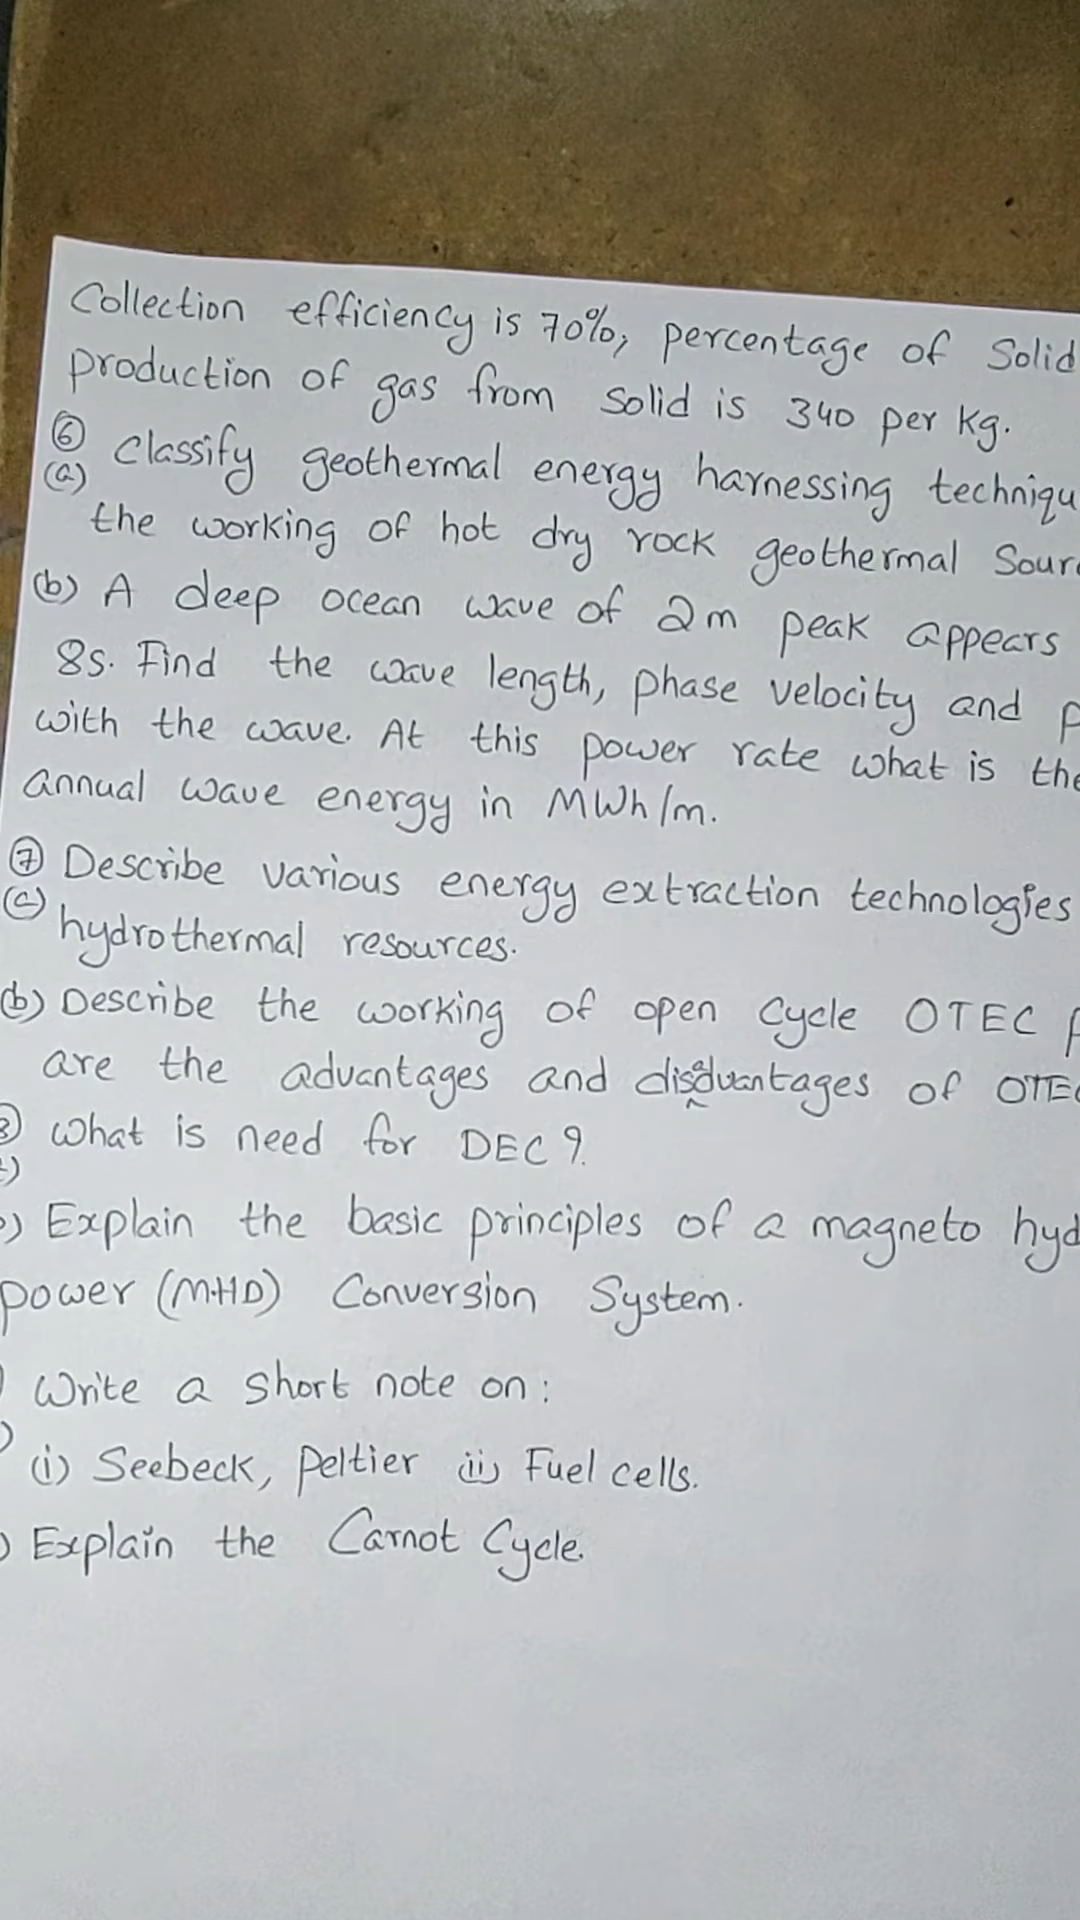 Collection efficiency is 70%, percentage of Solid
production of gas from solid is 340 per kg.
⑥ classify geothermal energy harnessing techniqu
(a) the working of hot dry rock geothermal Sour
(b) A deep ocean wave of 2m peak appears
8s. Find the wave length, phase velocity and p
with the wave. At this power rate what is the
annual wave energy in MWh/m.
⑦ Describe various energy extraction technologies
hydrothermal resources.
(b) Describe the working of open cycle OTEC p
are the advantages and disadvantages of OTEC
What is need for DEC?
) Explain the basic principles of a magneto hyd
power (MHD) Conversion System.
Write a short note on:
(i) Seebeck, Peltier ii) Fuel cells.
) Explain the Carnot Cycle.